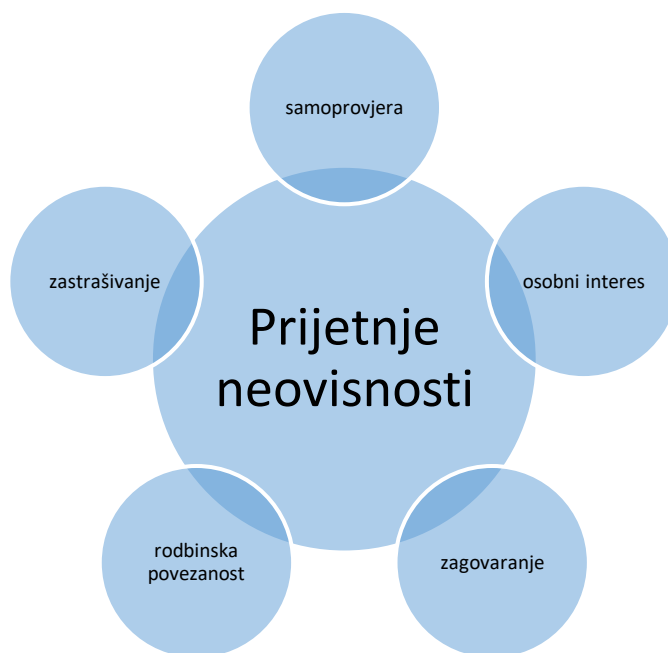 samoprovjera
zastrašivanje
osobni interes
Prijetnje
neovisnosti
rodbinska
povezanost
zagovaranje